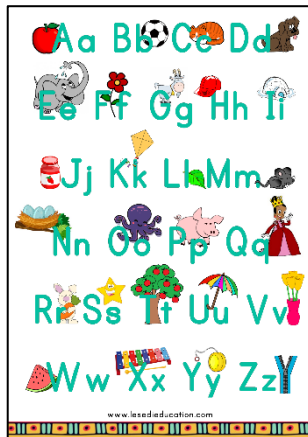 Aa Bb Cc Dd
Ee Ff Gg Hh Ii
Jj Kk Ll Mm
Nn Oo Pp Qq
Rr Ss Tt Uu Vv
Ww Xx Yy Zz
www.lesedieducation.com